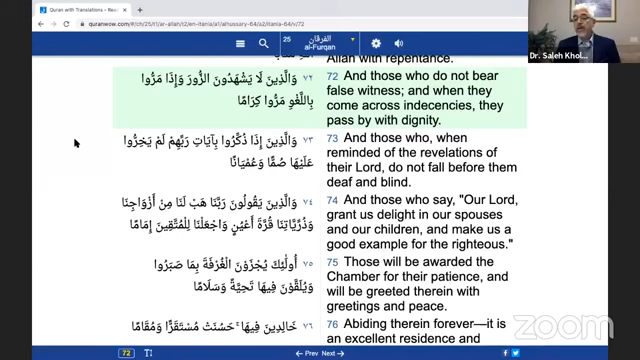 Quran with Translations - Rea
quranwow.com/#/ch/25/t1/ar-allah/t2/en-itania/a1/alhussary-64/a2/itania-64/v/72
25
الفرقان
al-Furqan
Dr. Saleh Khol...
Allah with repentance.
٧٢ وَالَّذِينَ لَا يَشْهَدُونَ الزُّورَ وَإِذَا مَرُّوا
بِاللَّغْوِ مَرُّوا كِرَامًا
72 And those who do not bear
false witness; and when they
come across indecencies, they
pass by with dignity.
٧٣ وَالَّذِينَ إِذَا ذُكِّرُوا بِآيَاتِ رَبِّهِمْ لَمْ يَخِرُّوا
عَلَيْهَا صُمًّا وَعُمْيَانًا
73 And those who, when
reminded of the revelations of
their Lord, do not fall before them
deaf and blind.
٧٤ وَالَّذِينَ يَقُولُونَ رَبَّنَا هَبْ لَنَا مِنْ أَزْوَاجِنَا
وَذُرِّيَّاتِنَا قُرَّةَ أَعْيُنٍ وَاجْعَلْنَا لِلْمُتَّقِينَ إِمَامًا
74 And those who say, "Our Lord,
grant us delight in our spouses
and our children, and make us a
good example for the righteous."
٧٥ أُولَٰئِكَ يُجْزَوْنَ الْغُرْفَةَ بِمَا صَبَرُوا
وَيُلَقَّوْنَ فِيهَا تَحِيَّةً وَسَلَامًا
75 Those will be awarded the
Chamber for their patience, and
will be greeted therein with
greetings and peace.
٧٦ خَالِدِينَ فِيهَا ۚ حَسُنَتْ مُسْتَقَرًّا وَمُقَامًا
76 Abiding therein forever—it is
an excellent residence and
72
Prev Next
zoom